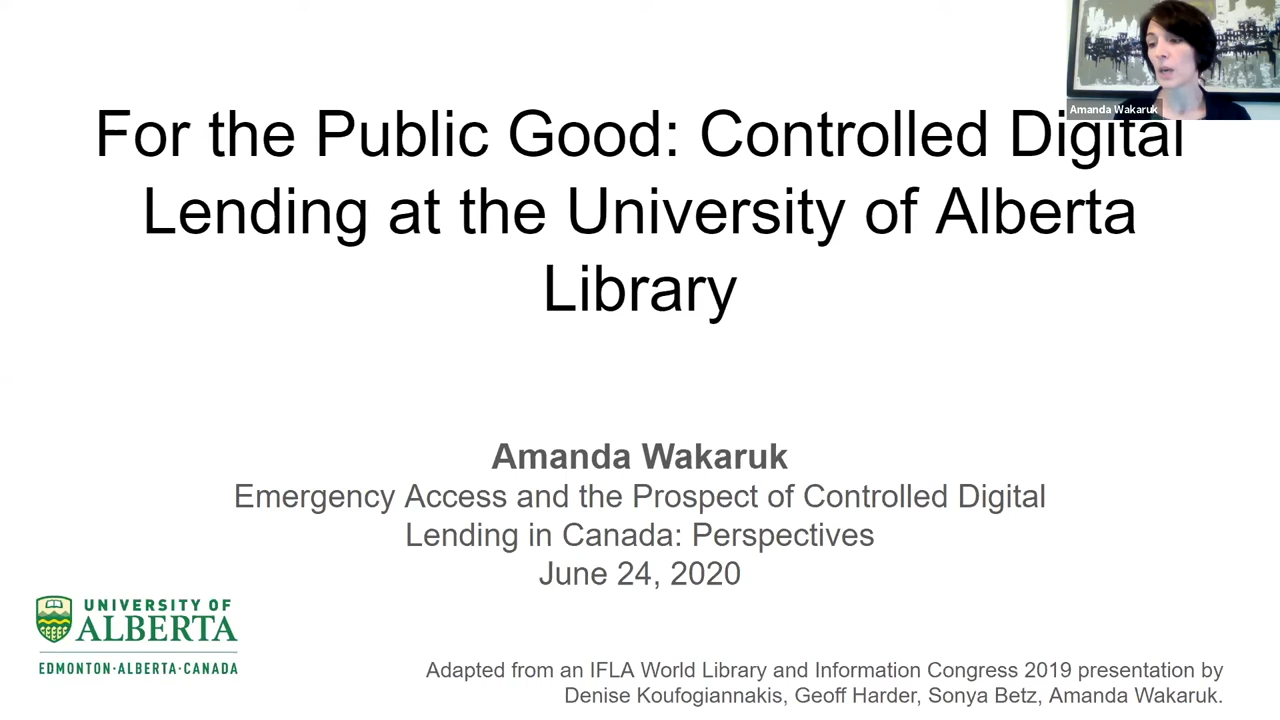 Amanda Wakaruk
For the Public Good: Controlled Digital
Lending at the University of Alberta
Library
Amanda Wakaruk
Emergency Access and the Prospect of Controlled Digital
Lending in Canada: Perspectives
June 24, 2020
UNIVERSITY OF
ALBERTA
EDMONTON·ALBERTA·CANADA
Adapted from an IFLA World Library and Information Congress 2019 presentation by
Denise Koufogiannakis, Geoff Harder, Sonya Betz, Amanda Wakaruk.